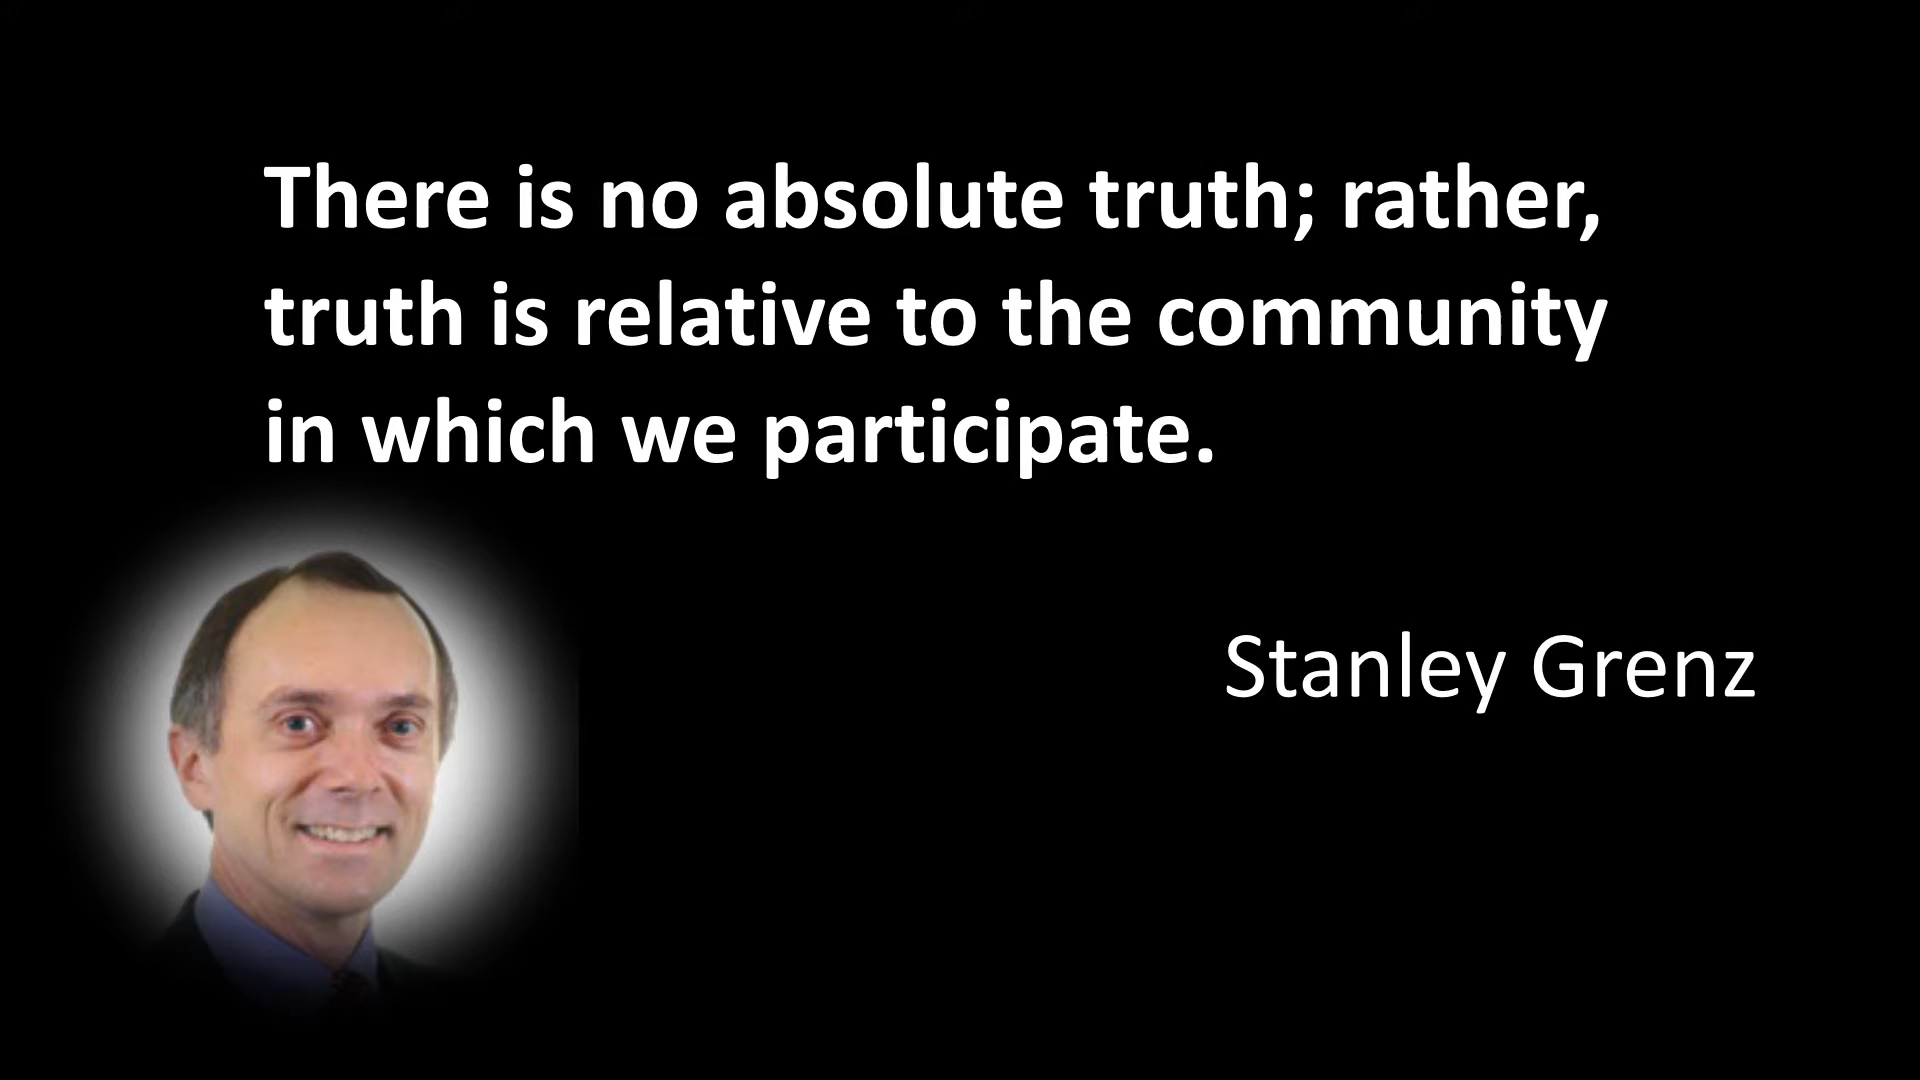 There is no absolute truth; rather,
truth is relative to the community
in which we participate.
Stanley Grenz